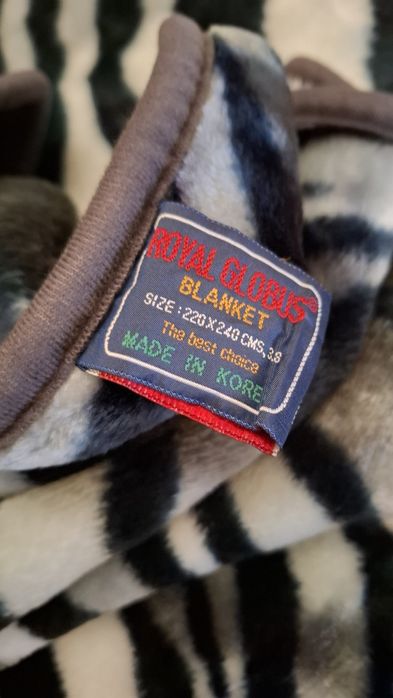 ROYAL GLOBUS
BLANKET
SIZE : 220 X 240 CMS, 3.8
The best choice
MADE IN KORE